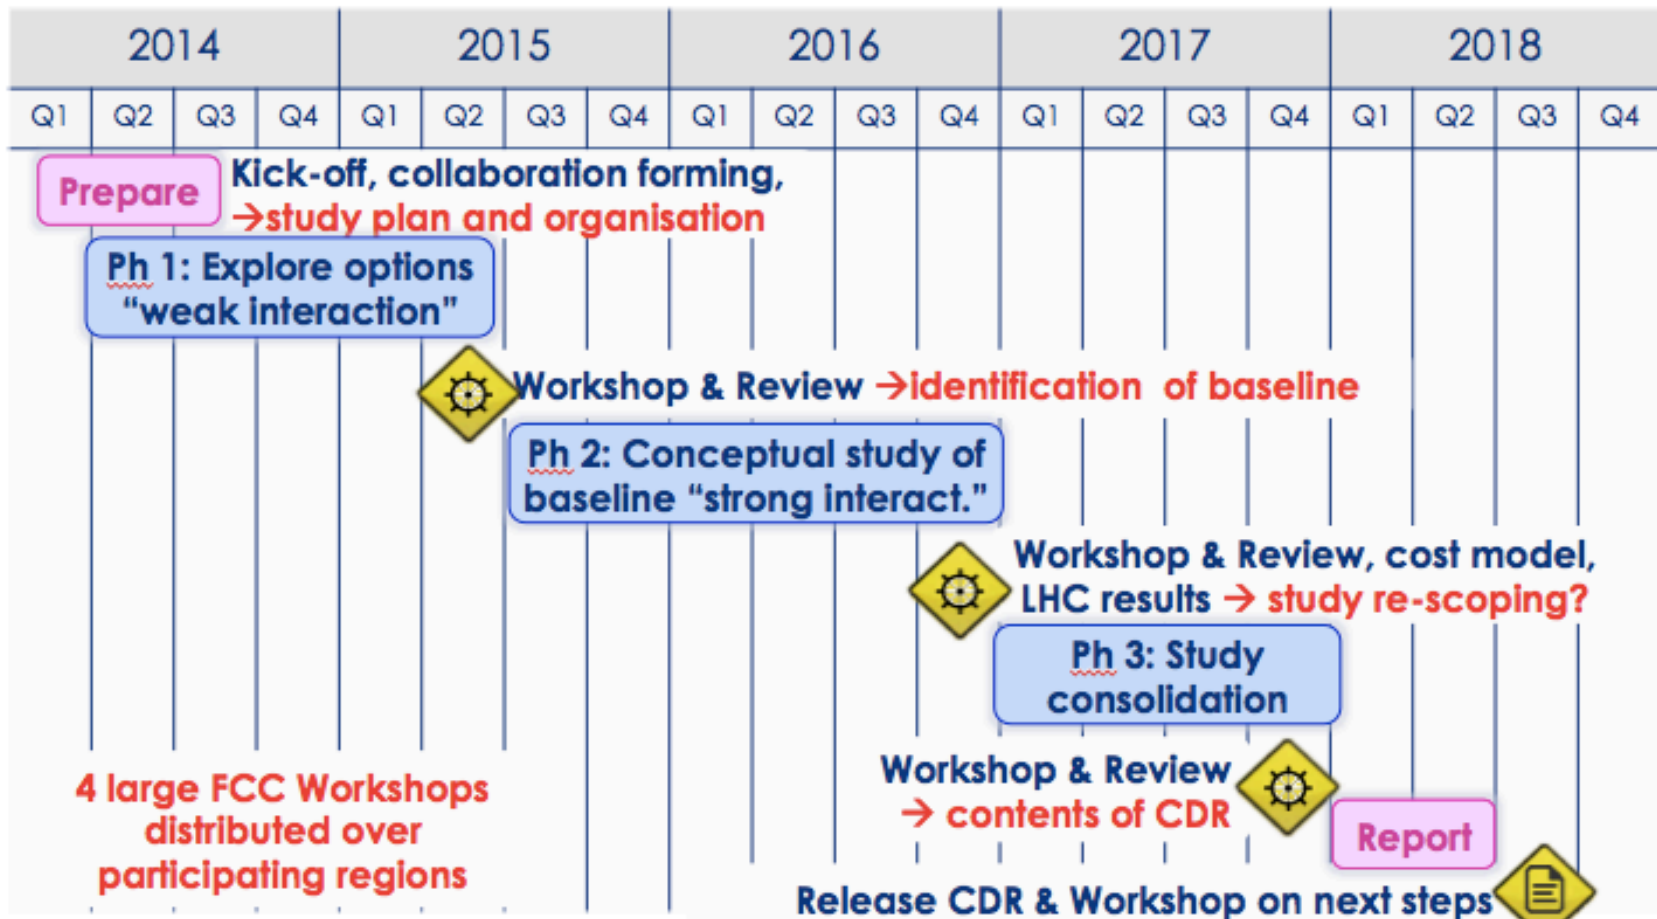 2014 2015 2016 2017 2018
Q1 Q2 Q3 Q4 Q1 Q2 Q3 Q4 Q1 Q2 Q3 Q4 Q1 Q2 Q3 Q4 Q1 Q2 Q3 Q4
Prepare
Kick-off, collaboration forming,
→study plan and organisation
Ph 1: Explore options
“weak interaction”
Workshop & Review →identification of baseline
Ph 2: Conceptual study of
baseline “strong interact.”
Workshop & Review, cost model,
LHC results → study re-scoping?
Ph 3: Study
consolidation
Workshop & Review
→ contents of CDR
4 large FCC Workshops
distributed over
participating regions
Report
Release CDR & Workshop on next steps